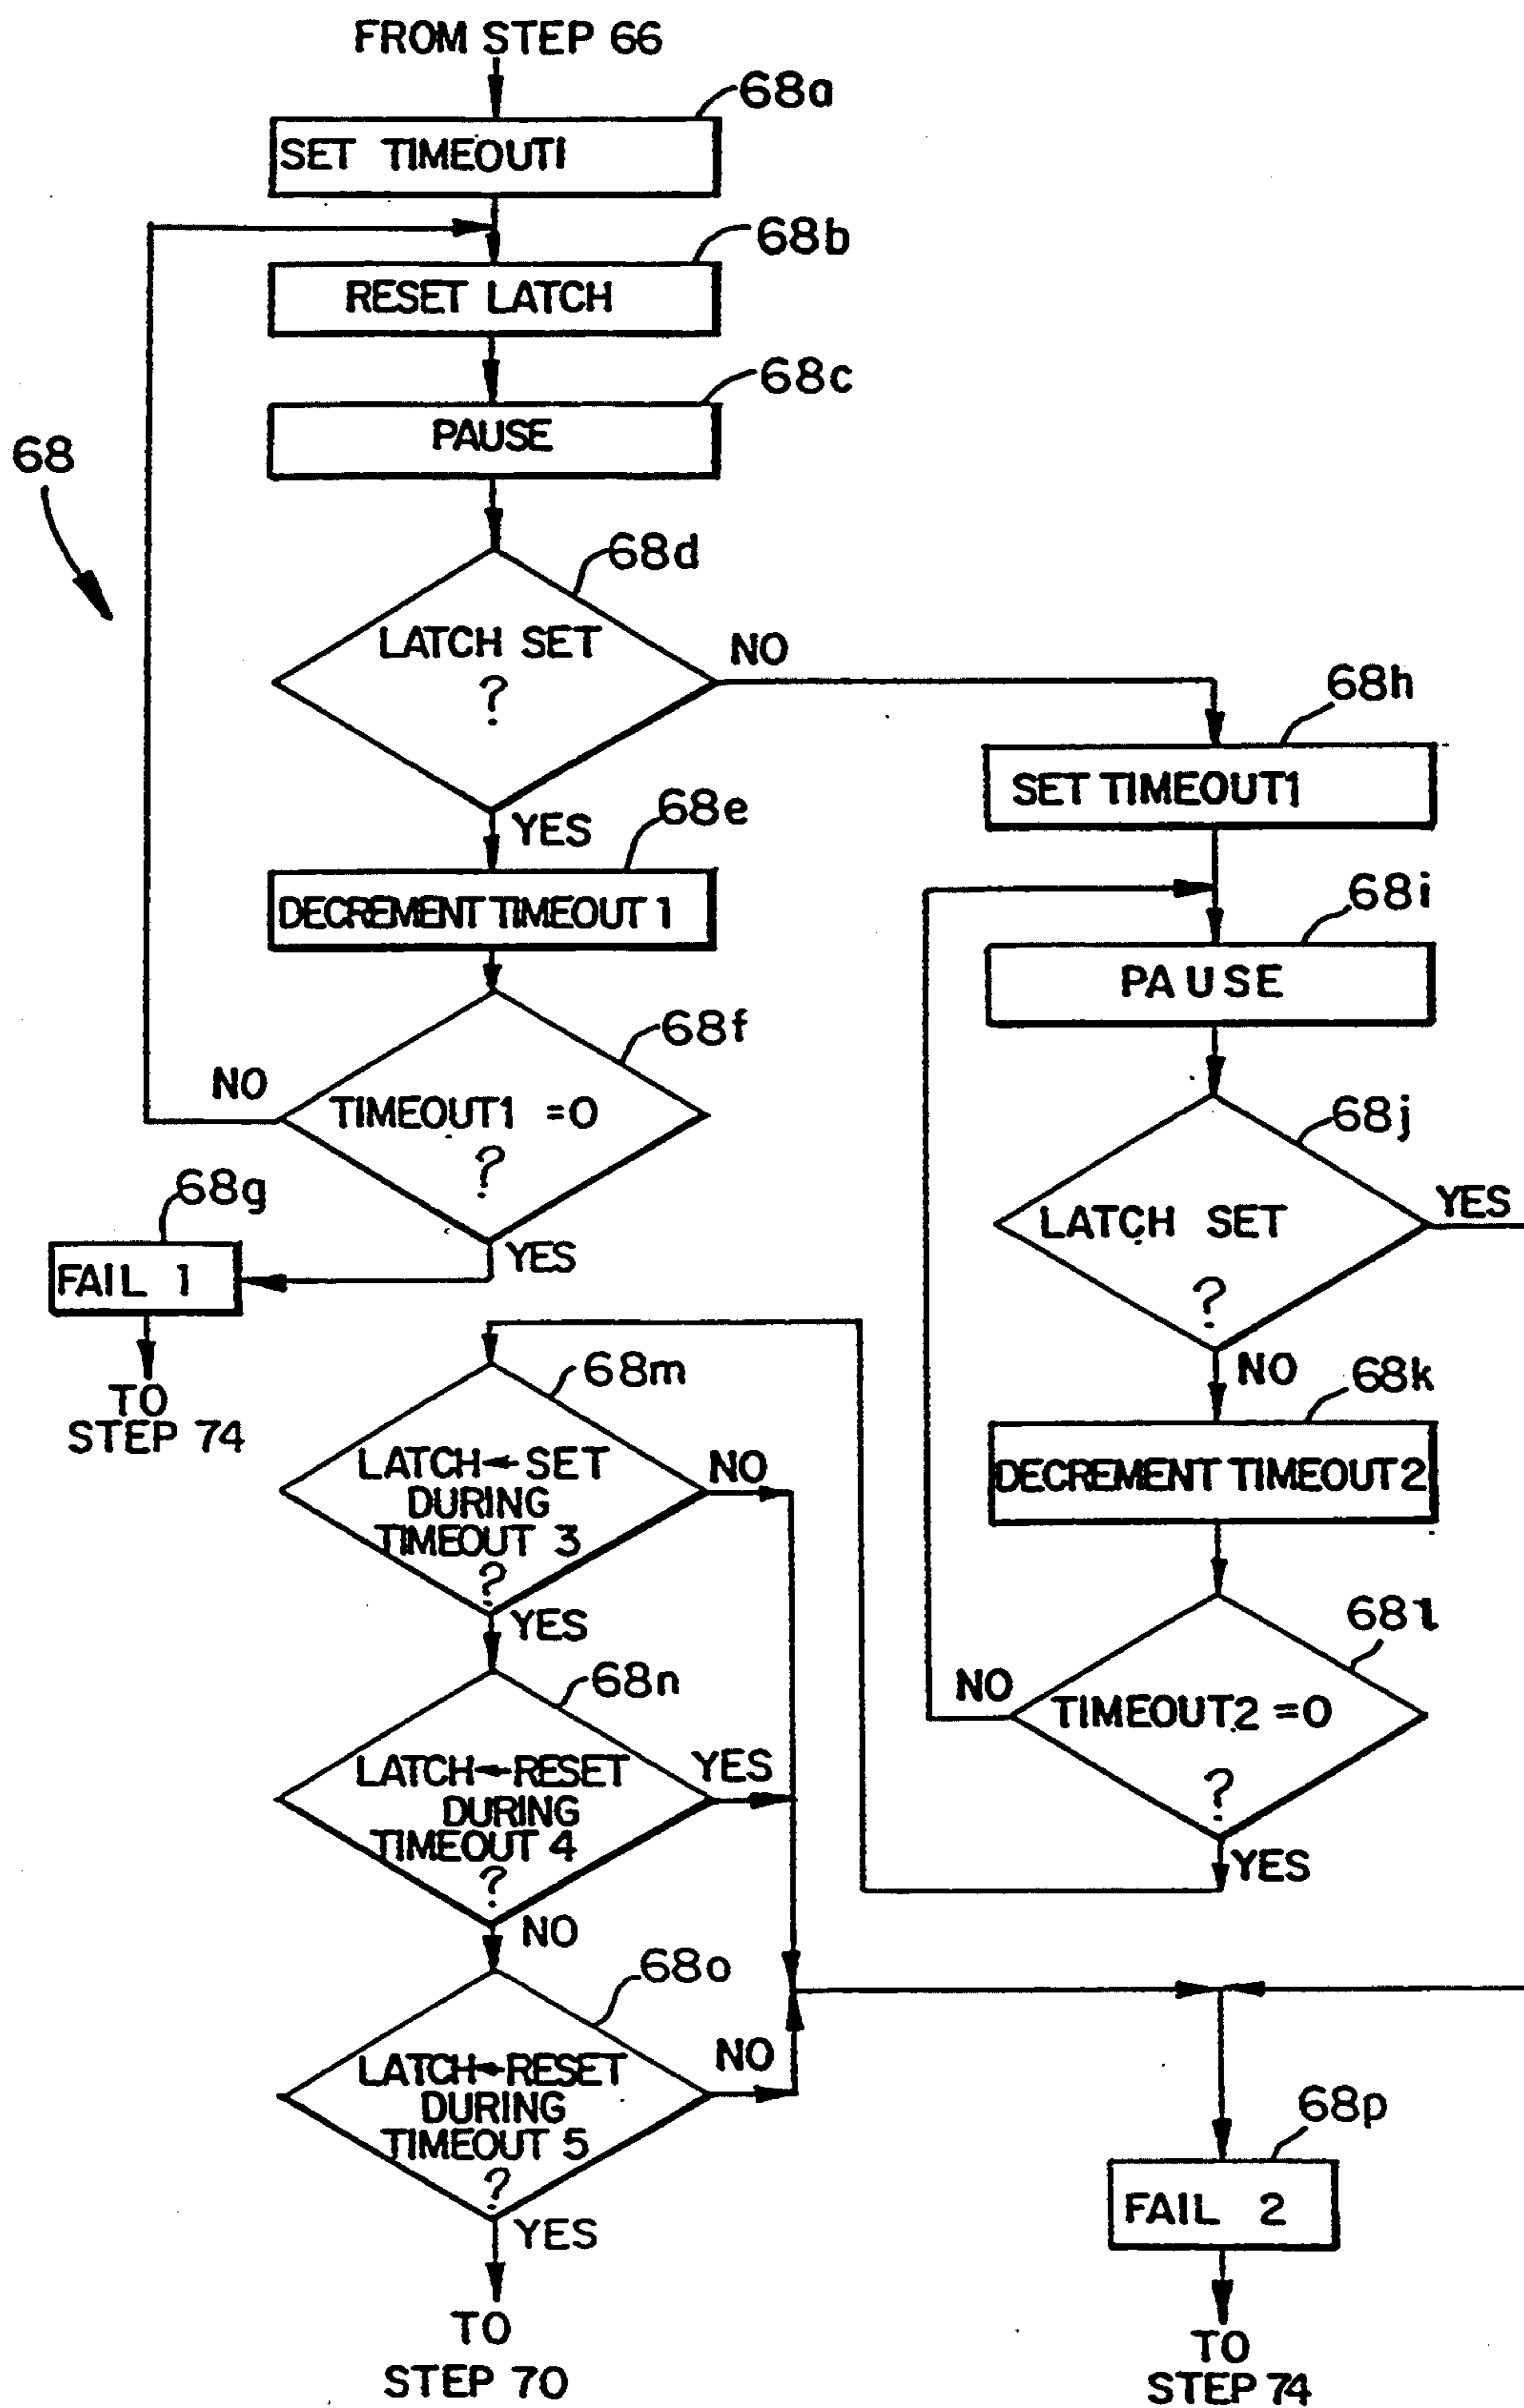 FROM STEP 66
68a
SET TIMEOUT1
68b
RESET LATCH
68c
PAUSE
68
68d
LATCH SET
?
NO
YES
68e
DECREMENT TIMEOUT 1
68f
TIMEOUT1 =0
?
NO
YES
68g
FAIL 1
TO
STEP 74
68h
SET TIMEOUT1
68i
PAUSE
68j
LATCH SET
?
YES
NO
68k
DECREMENT TIMEOUT2
68l
TIMEOUT2 =0
?
NO
YES
68m
LATCH←SET
DURING
TIMEOUT 3
?
NO
YES
68n
LATCH←RESET
DURING
TIMEOUT 4
?
YES
NO
68o
LATCH←RESET
DURING
TIMEOUT 5
?
NO
YES
TO
STEP 70
68p
FAIL 2
TO
STEP 74